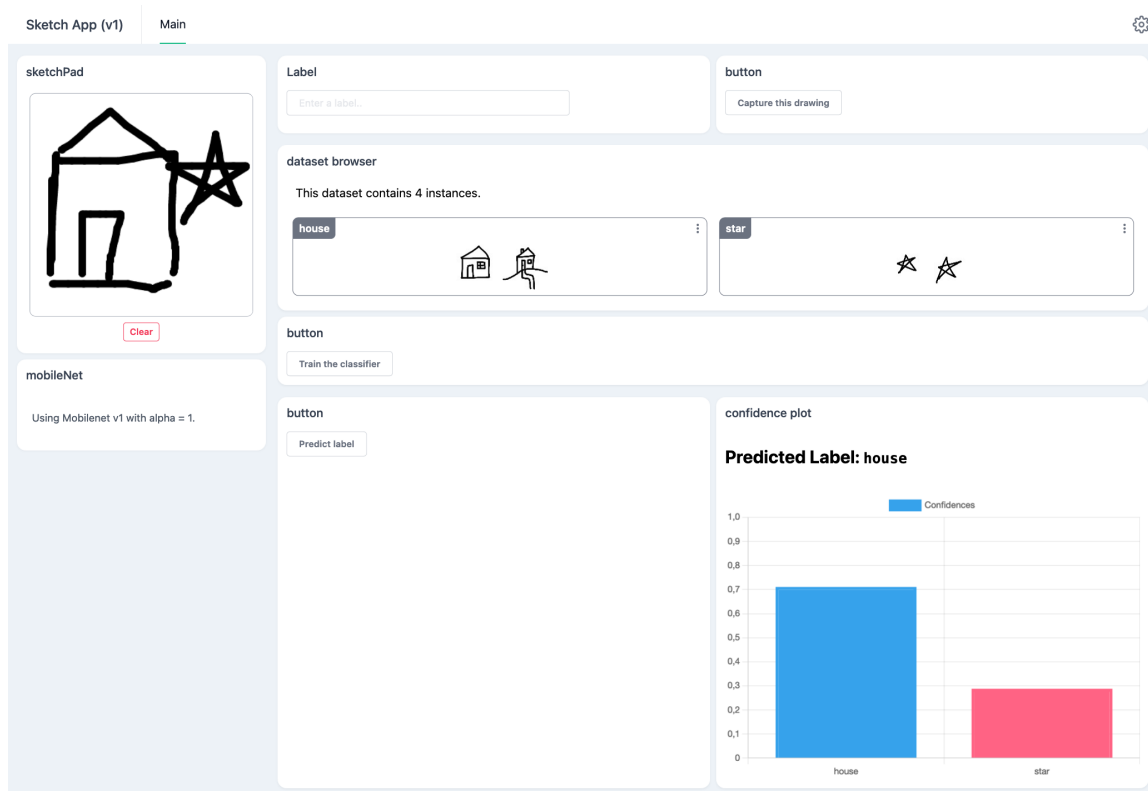 Sketch App (v1)
Main
sketchPad
Clear
mobileNet
Using Mobilenet v1 with alpha = 1.
Label
Enter a label...
button
Capture this drawing
dataset browser
This dataset contains 4 instances.
house
star
button
Train the classifier
button
Predict label
confidence plot
Predicted Label: house
Confidences
1,0
0,9
0,8
0,7
0,6
0,5
0,4
0,3
0,2
0,1
0
house
star